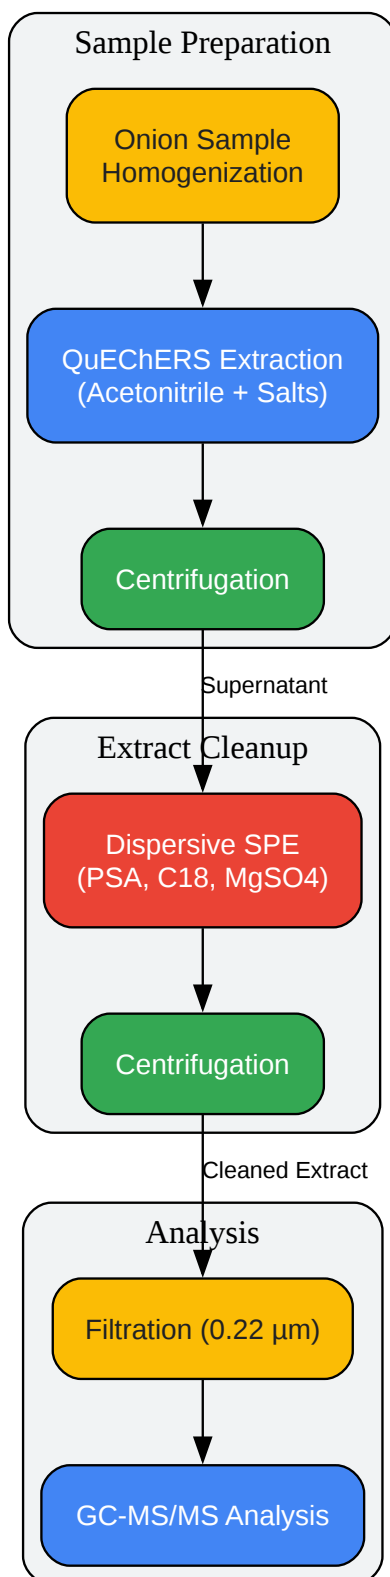 Sample Preparation
Onion Sample
Homogenization
QuEChERS Extraction
(Acetonitrile + Salts)
Centrifugation
Supernatant
Extract Cleanup
Dispersive SPE
(PSA, C18, MgSO4)
Centrifugation
Cleaned Extract
Analysis
Filtration (0.22 µm)
GC-MS/MS Analysis